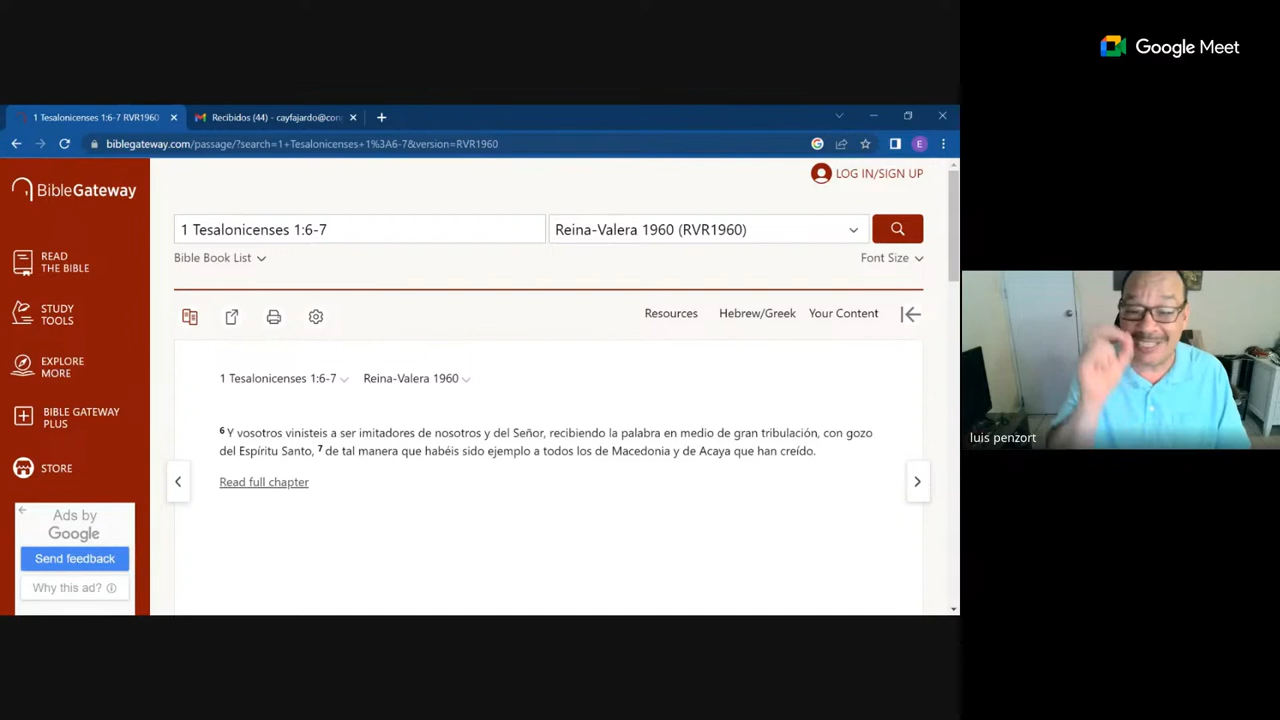 Google Meet
1 Tesalonicenses 1:6-7 RVR1960
Recibidos (44) - cayfajardo@con
biblegateway.com/passage/?search=1+Tesalonicenses+1%3A6-7&version=RVR1960
E
BibleGateway
LOG IN/SIGN UP
1 Tesalonicenses 1:6-7
Reina-Valera 1960 (RVR1960)
Bible Book List
Font Size
READ
THE BIBLE
STUDY
TOOLS
EXPLORE
MORE
BIBLE GATEWAY
PLUS
STORE
Resources
Hebrew/Greek
Your Content
1 Tesalonicenses 1:6-7
Reina-Valera 1960
6 Y vosotros vinisteis a ser imitadores de nosotros y del Señor, recibiendo la palabra en medio de gran tribulación, con gozo
del Espíritu Santo, 7 de tal manera que habéis sido ejemplo a todos los de Macedonia y de Acaya que han creído.
Read full chapter
Ads by
Google
Send feedback
Why this ad?
luis penzort